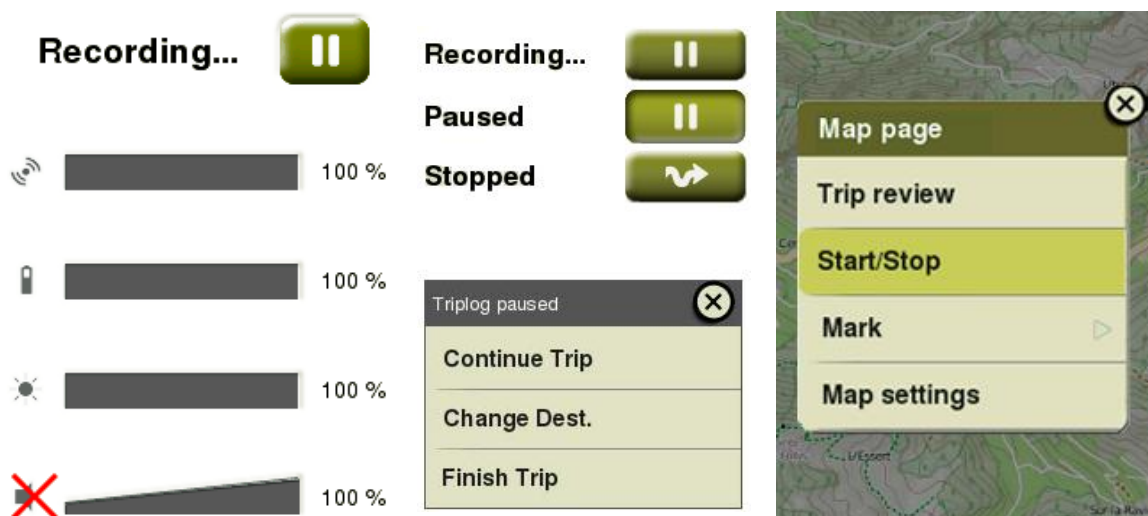 Recording...
100 %
100 %
100 %
100 %
Recording...
Paused
Stopped
Triplog paused
Continue Trip
Change Dest.
Finish Trip
Map page
Trip review
Start/Stop
Mark
Map settings
L'Essert